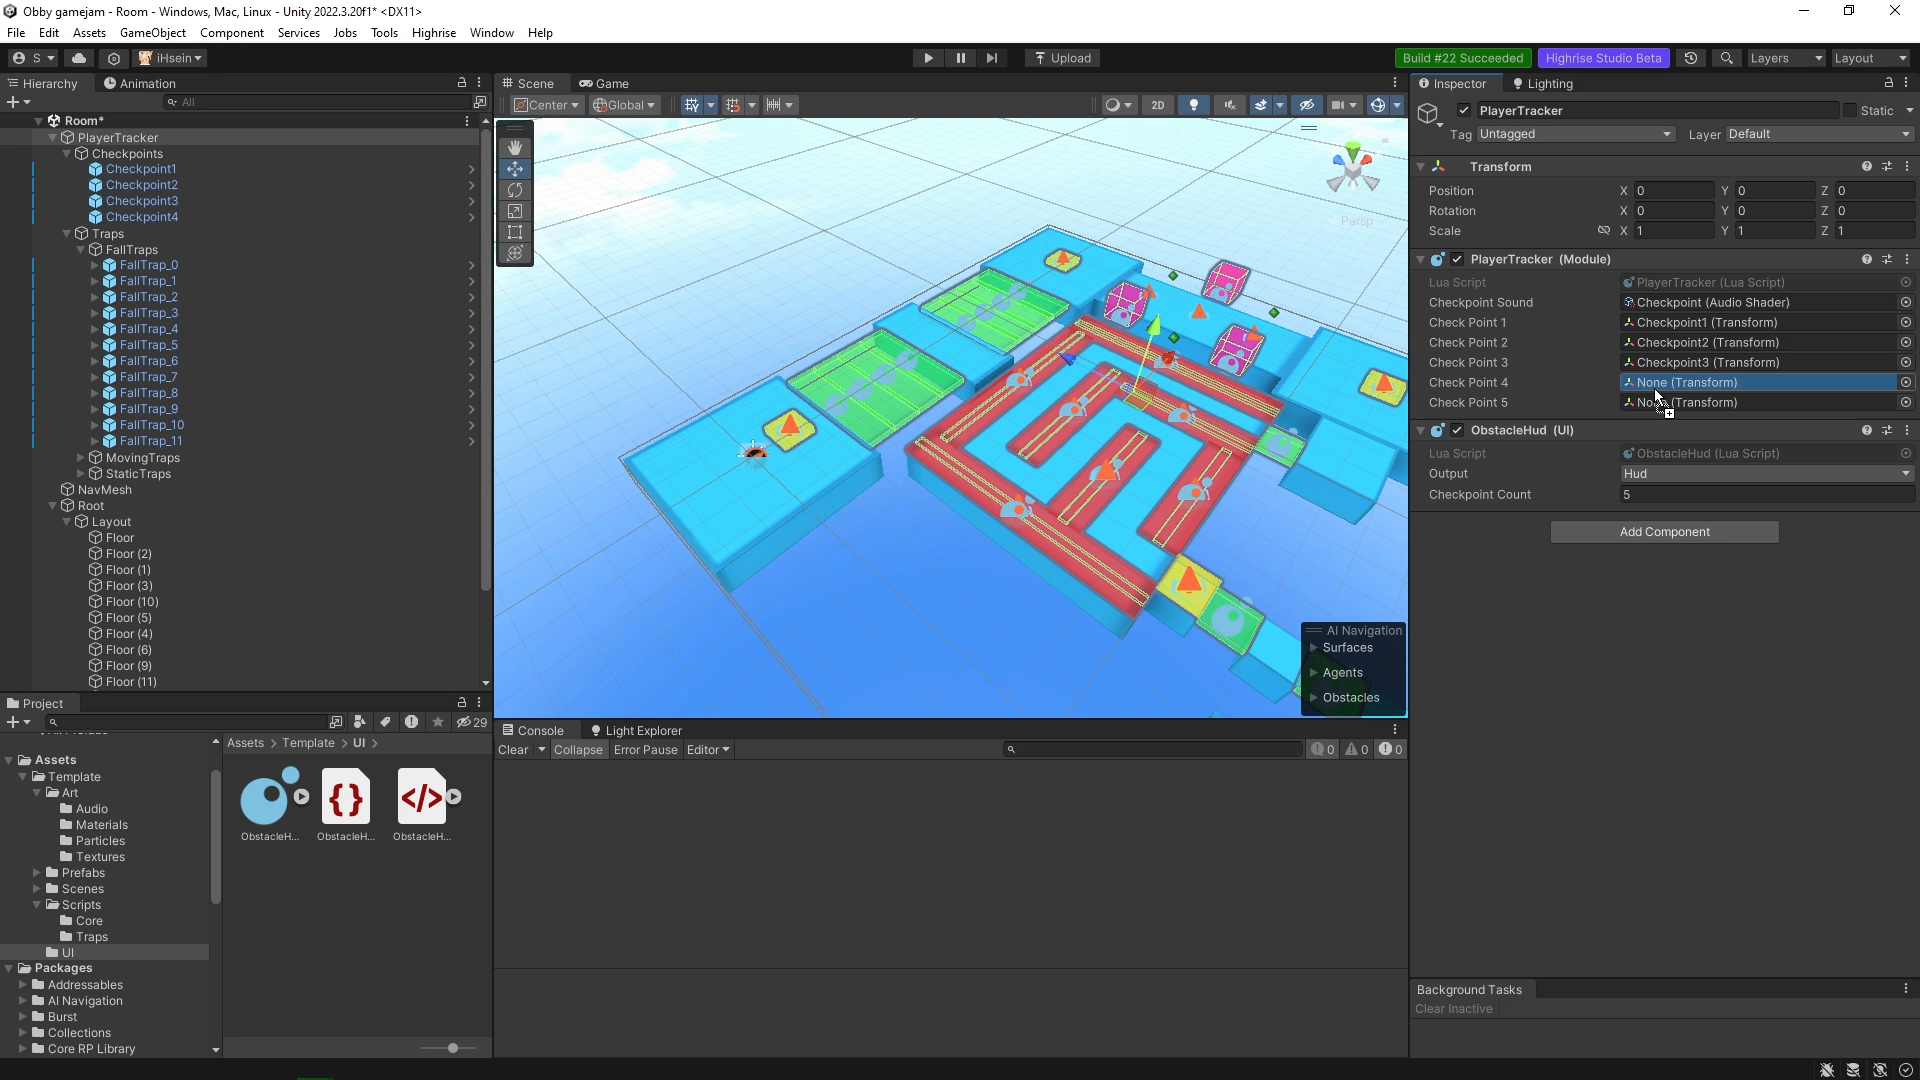 Obby gamejam - Room - Windows, Mac, Linux - Unity 2022.3.20f1* <DX11>
File Edit Assets GameObject Component Services Jobs Tools Highrise Window Help
S iHsein Upload Build #22 Succeeded Highrise Studio Beta Layers Layout
Hierarchy Animation
All
Room*
PlayerTracker
Checkpoints
Checkpoint1
Checkpoint2
Checkpoint3
Checkpoint4
Traps
FallTraps
FallTrap_0
FallTrap_1
FallTrap_2
FallTrap_3
FallTrap_4
FallTrap_5
FallTrap_6
FallTrap_7
FallTrap_8
FallTrap_9
FallTrap_10
FallTrap_11
MovingTraps
StaticTraps
NavMesh
Root
Layout
Floor
Floor (2)
Floor (1)
Floor (3)
Floor (10)
Floor (5)
Floor (4)
Floor (6)
Floor (9)
Floor (11)
Scene Game
Center Global 2D
Persp
AI Navigation
Surfaces
Agents
Obstacles
Inspector Lighting
PlayerTracker Static
Tag Untagged Layer Default
Transform
Position X 0 Y 0 Z 0
Rotation X 0 Y 0 Z 0
Scale X 1 Y 1 Z 1
PlayerTracker (Module)
Lua Script PlayerTracker (Lua Script)
Checkpoint Sound Checkpoint (Audio Shader)
Check Point 1 Checkpoint1 (Transform)
Check Point 2 Checkpoint2 (Transform)
Check Point 3 Checkpoint3 (Transform)
Check Point 4 None (Transform)
Check Point 5 (Transform)
ObstacleHud (UI)
Lua Script ObstacleHud (Lua Script)
Output Hud
Checkpoint Count 5
Add Component
Project
29
Assets
Template
Art
Audio
Materials
Particles
Textures
Prefabs
Scenes
Scripts
Core
Traps
UI
Packages
Addressables
AI Navigation
Burst
Collections
Core RP Library
Assets > Template > UI >
ObstacleH... ObstacleH... ObstacleH...
Console Light Explorer
Clear Collapse Error Pause Editor 0 0 0
Background Tasks
Clear Inactive